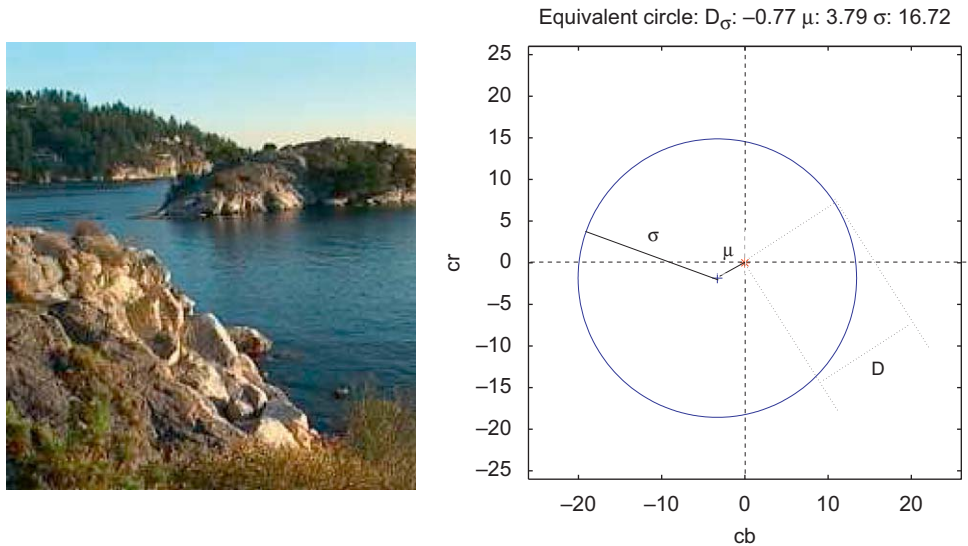 Equivalent circle: Dσ: –0.77 μ: 3.79 σ: 16.72
25
20
15
10
5
0
–5
–10
–15
–20
–25
cr
σ
μ
D
–20
–10
0
10
20
cb